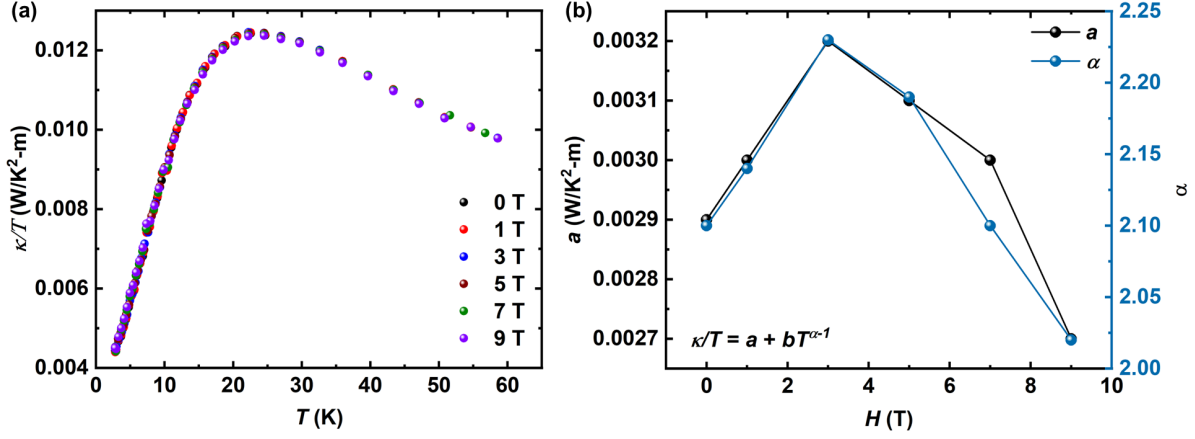 (a)
κ/T (W/K²-m)
0.012
0.010
0.008
0.006
0.004
0 T
1 T
3 T
5 T
7 T
9 T
0 10 20 30 40 50 60
T (K)
(b)
a (W/K²-m)
0.0032
0.0031
0.0030
0.0029
0.0028
0.0027
a
α
κ/T = a + bT^α-1
0 2 4 6 8 10
H (T)
2.25
2.20
2.15
2.10
2.05
2.00
α